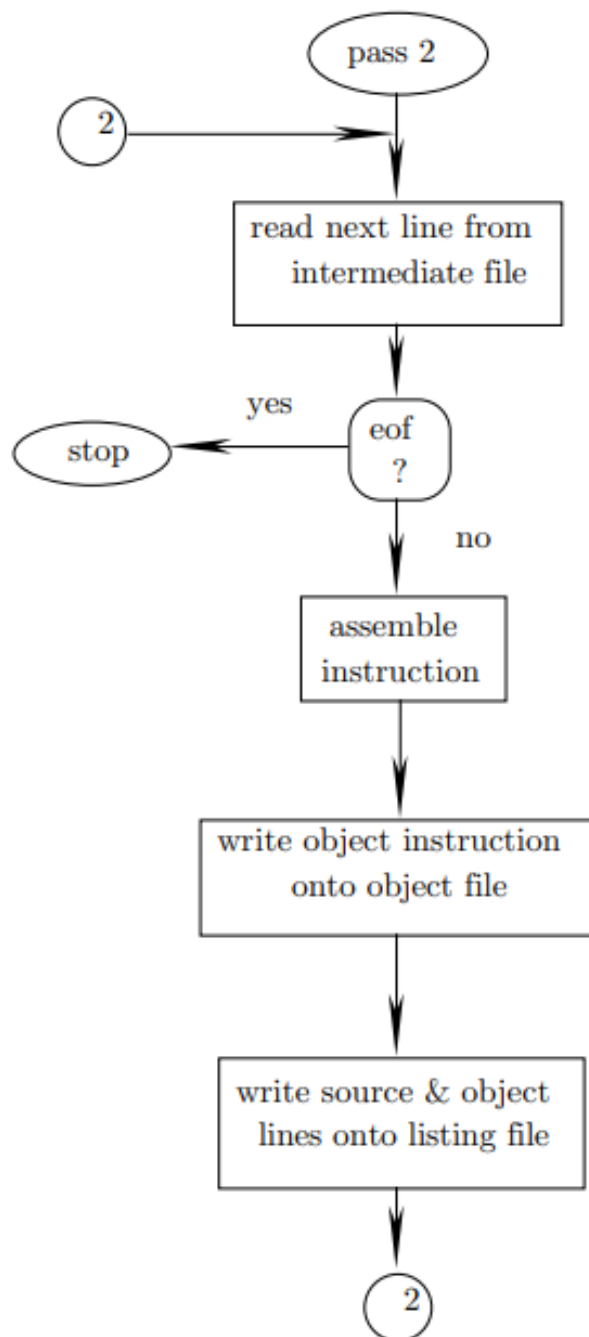 pass 2
2
read next line from
intermediate file
yes
eof
?
stop
no
assemble
instruction
write object instruction
onto object file
write source & object
lines onto listing file
2